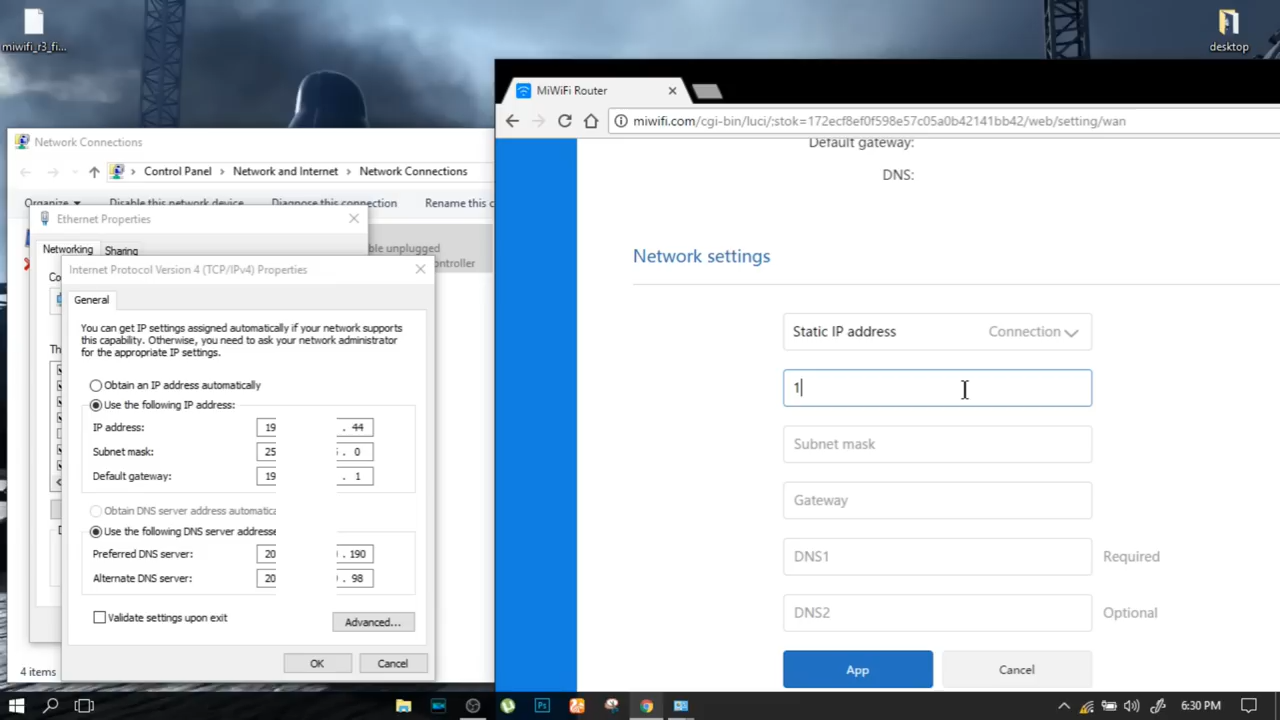 miwifi_r3_fi...
desktop
MiWiFi Router
miwifi.com/cgi-bin/luci/;stok=172ecf8ef0f598e57c05a0b42141bb42/web/setting/wan
Network Connections
Control Panel > Network and Internet > Network Connections
Organize
Disable this network device
Diagnose this connection
Rename this c
Ethernet Properties
ble unplugged
ontroller
Networking
Sharing
Co
Th
Internet Protocol Version 4 (TCP/IPv4) Properties
General
You can get IP settings assigned automatically if your network supports
this capability. Otherwise, you need to ask your network administrator
for the appropriate IP settings.
Obtain an IP address automatically
Use the following IP address:
IP address: 19 . 44
Subnet mask: 25 . 0
Default gateway: 19 . 1
Obtain DNS server address automatica
Use the following DNS server addresse
Preferred DNS server: 20 . 190
Alternate DNS server: 20 . 98
Validate settings upon exit
Advanced...
OK
Cancel
4 items
Default gateway:
DNS:
Network settings
Static IP address
Connection
1
Subnet mask
Gateway
DNS1
Required
DNS2
Optional
App
Cancel
Ps
6:30 PM